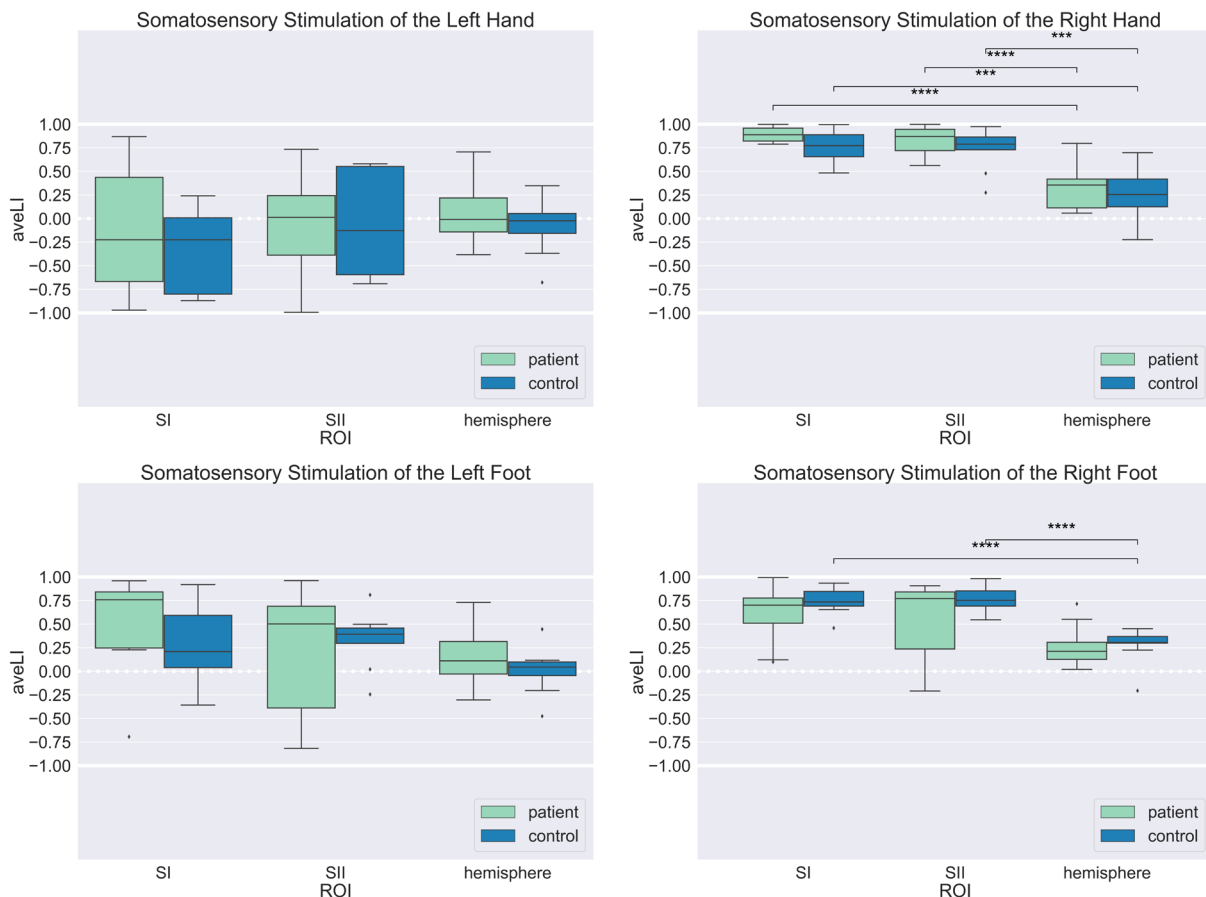 Somatosensory Stimulation of the Left Hand
1.00
0.75
0.50
0.25
0.00
−0.25
−0.50
−0.75
−1.00
aveLI
patient
control
SI SII hemisphere
ROI
Somatosensory Stimulation of the Right Hand
***
****
***
****
1.00
0.75
0.50
0.25
0.00
−0.25
−0.50
−0.75
−1.00
aveLI
patient
control
SI SII hemisphere
ROI
Somatosensory Stimulation of the Left Foot
1.00
0.75
0.50
0.25
0.00
−0.25
−0.50
−0.75
−1.00
aveLI
patient
control
SI SII hemisphere
ROI
Somatosensory Stimulation of the Right Foot
****
****
1.00
0.75
0.50
0.25
0.00
−0.25
−0.50
−0.75
−1.00
aveLI
patient
control
SI SII hemisphere
ROI